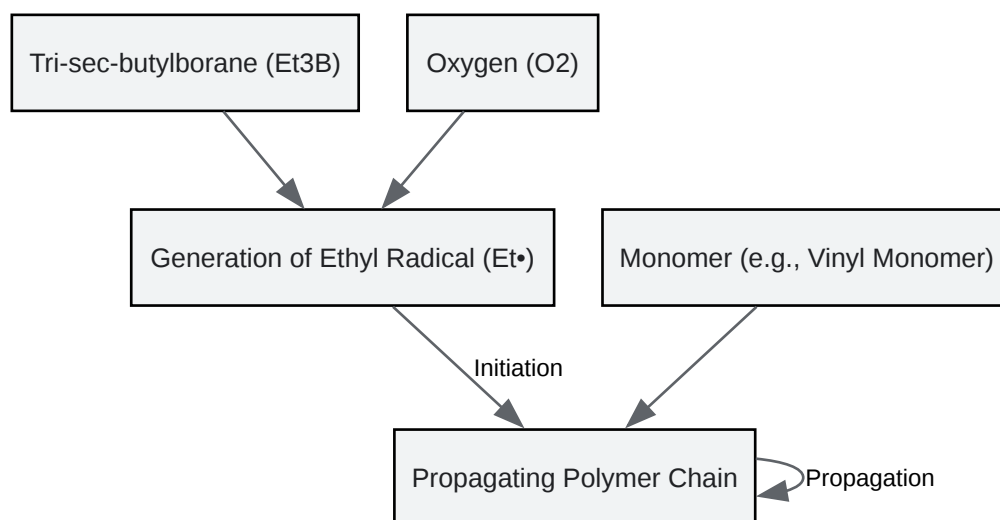 Tri-sec-butylborane (Et3B)
Oxygen (O2)
Generation of Ethyl Radical (Et•)
Monomer (e.g., Vinyl Monomer)
Initiation
Propagating Polymer Chain
Propagation